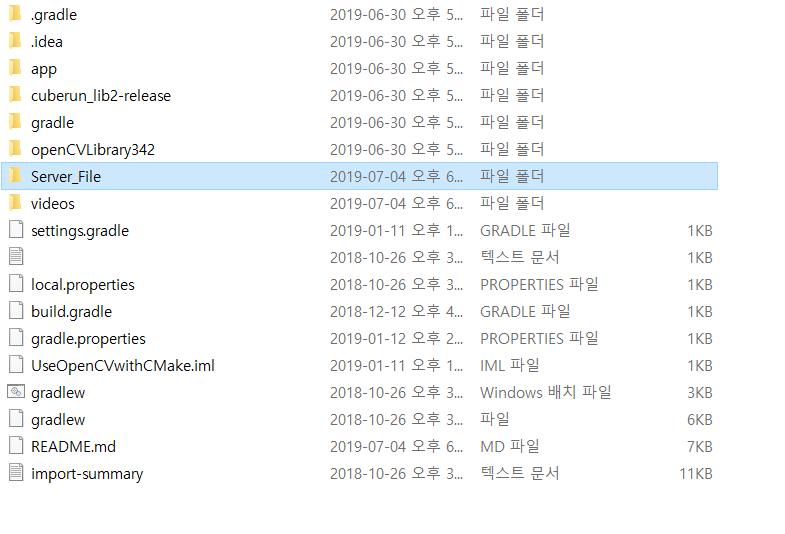 .gradle 2019-06-30 오후 5... 파일 폴더
.idea 2019-06-30 오후 5... 파일 폴더
app 2019-06-30 오후 5... 파일 폴더
cuberun_lib2-release 2019-06-30 오후 5... 파일 폴더
gradle 2019-06-30 오후 5... 파일 폴더
openCVLibrary342 2019-06-30 오후 5... 파일 폴더
Server_File 2019-07-04 오후 6... 파일 폴더
videos 2019-07-04 오후 6... 파일 폴더
settings.gradle 2019-01-11 오후 1... GRADLE 파일 1KB
2018-10-26 오후 3... 텍스트 문서 1KB
local.properties 2018-10-26 오후 3... PROPERTIES 파일 1KB
build.gradle 2018-12-12 오후 4... GRADLE 파일 1KB
gradle.properties 2019-01-12 오후 2... PROPERTIES 파일 1KB
UseOpenCVwithCMake.iml 2019-01-11 오후 1... IML 파일 1KB
gradlew 2018-10-26 오후 3... Windows 배치 파일 3KB
gradlew 2018-10-26 오후 3... 파일 6KB
README.md 2019-07-04 오후 6... MD 파일 7KB
import-summary 2018-10-26 오후 3... 텍스트 문서 11KB